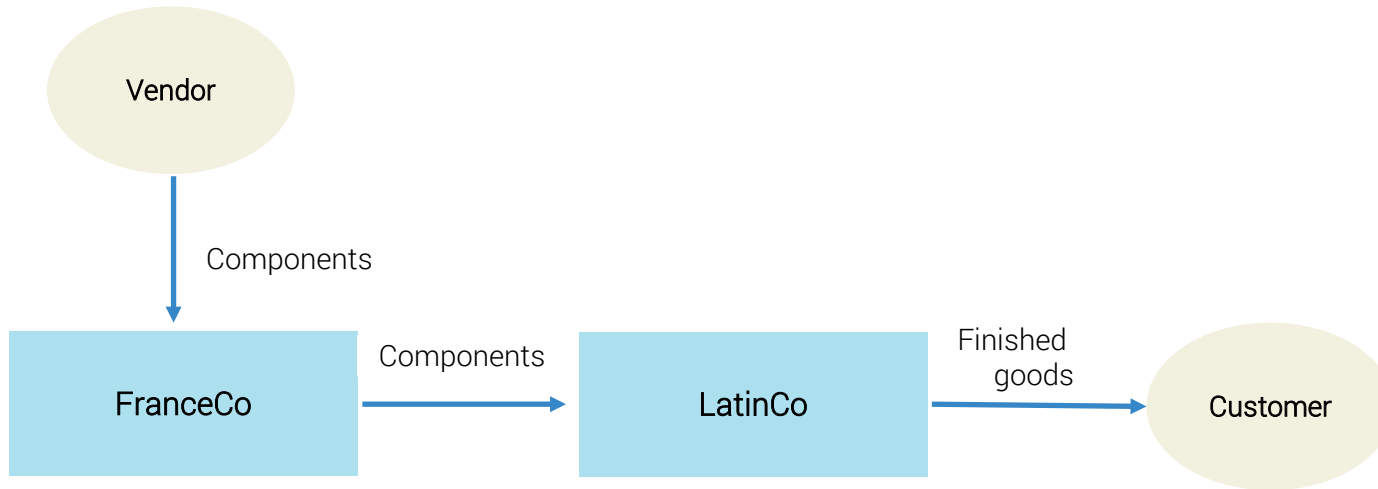 Vendor
Components
Components
Finished
goods
FranceCo
LatinCo
Customer